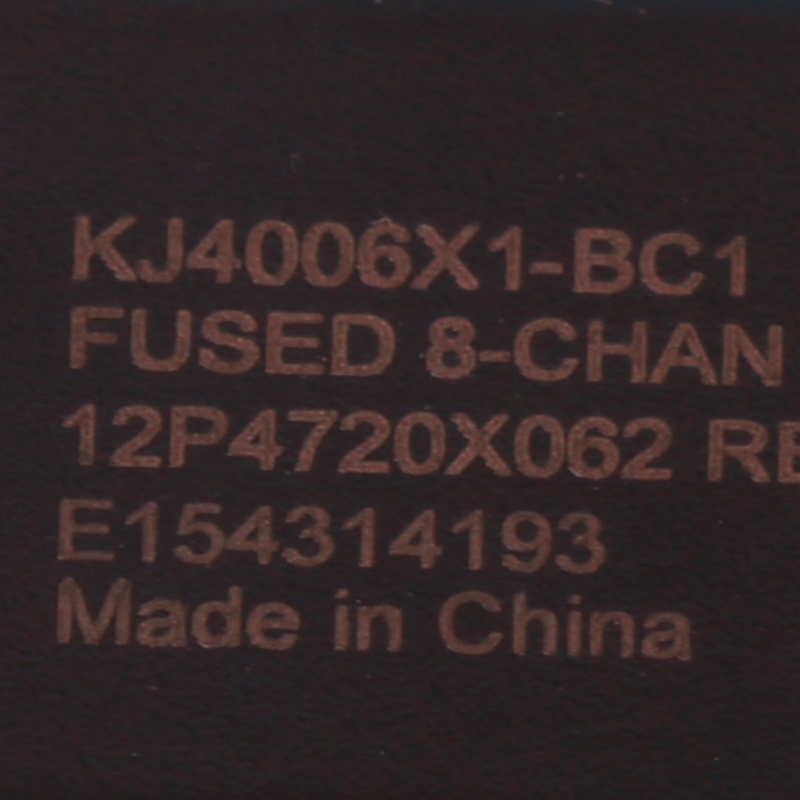 KJ4006X1-BC1
FUSED 8-CHAN
12P4720X062
E154314193
Made in China